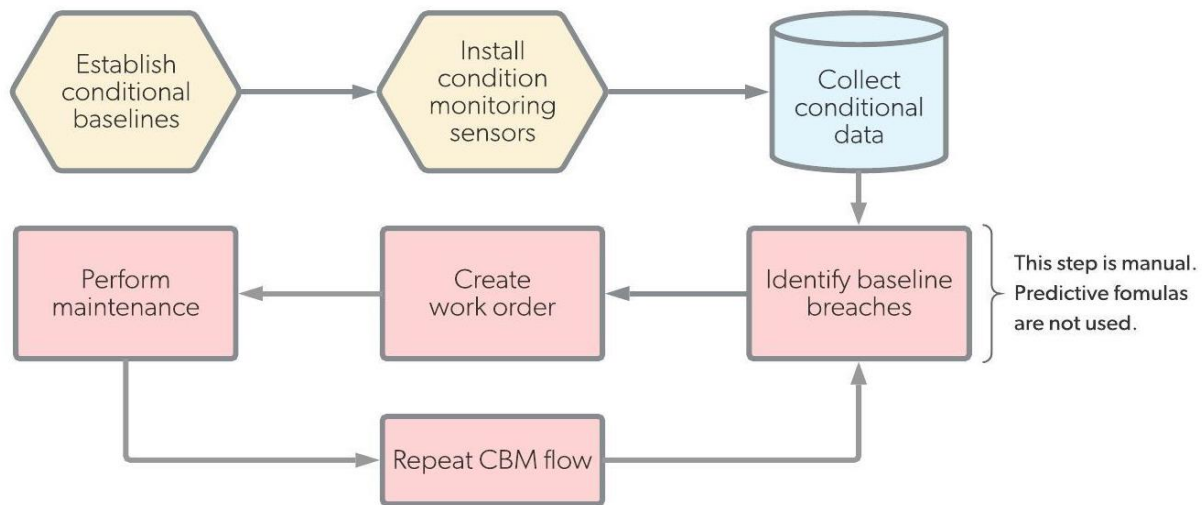 Establish
conditional
baselines
Install
condition
monitoring
sensors
Collect
conditional
data
Perform
maintenance
Create
work order
Identify baseline
breaches
This step is manual.
Predictive fomulas
are not used.
Repeat CBM flow